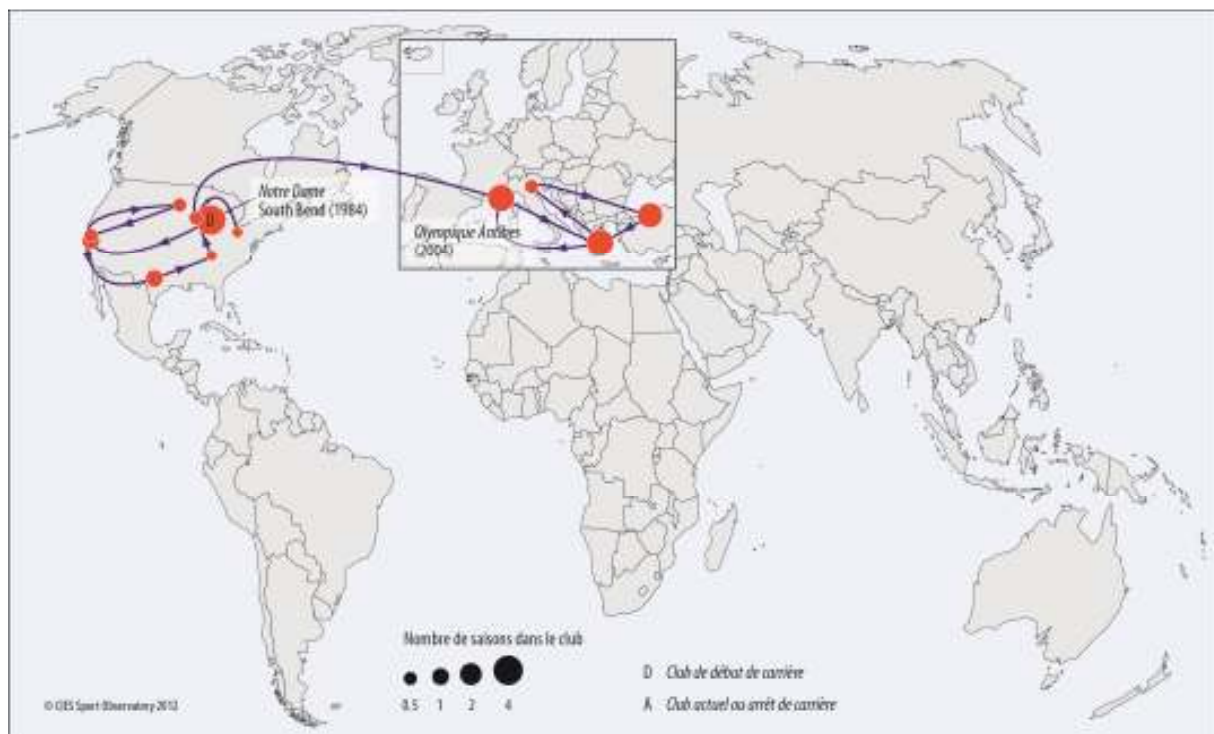 Notre Dame
South Bend (1984)
D
Olympique Antibes
(2004)
Nombre de saisons dans le club
0.5 1 2 4
D Club de début de carrière
A Club actuel ou arrêt de carrière
© CIES Sport Observatory 2012